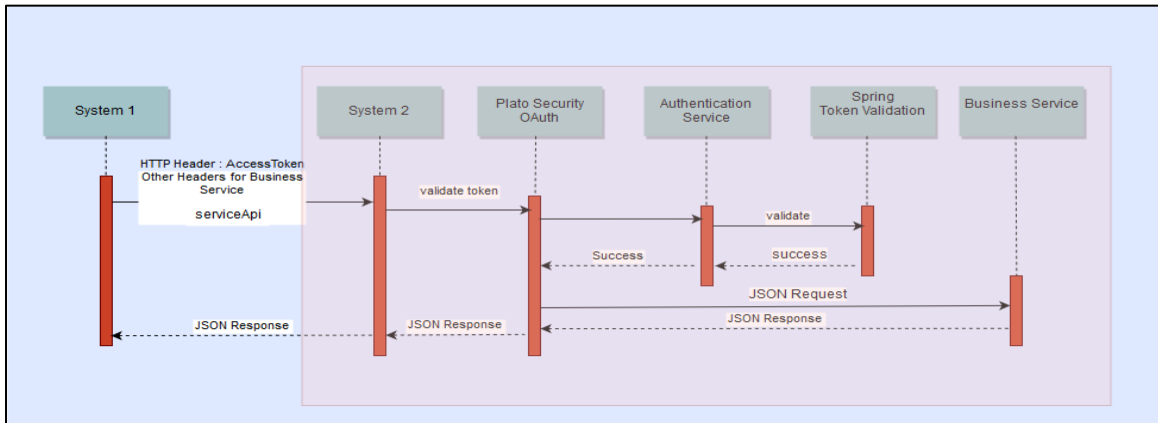 System 1
System 2
Plato Security
OAuth
Authentication
Service
Spring
Token Validation
Business Service
HTTP Header : AccessToken
Other Headers for Business
Service
serviceApi
validate token
validate
Success
success
JSON Request
JSON Response
JSON Response
JSON Response